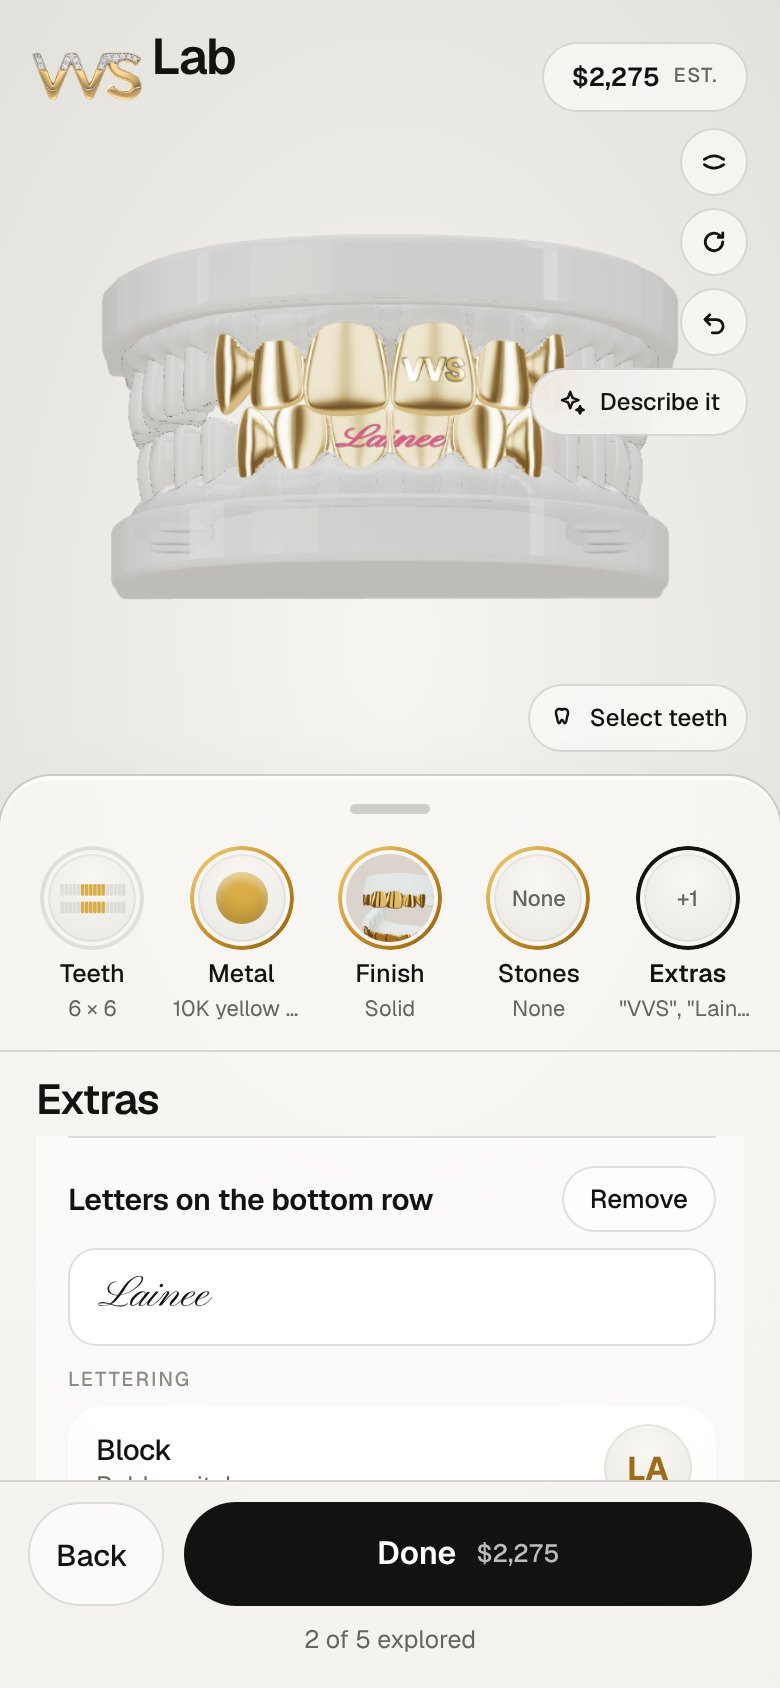 VVS Lab
$2,275 EST.
VVS
Describe it
Lainee
Select teeth
None
+1
Teeth
Metal
Finish
Stones
Extras
6 × 6
10K yellow ...
Solid
None
"VVS", "Lain...
Extras
Letters on the bottom row
Remove
Lainee
LETTERING
Block
LA
Back
Done $2,275
2 of 5 explored